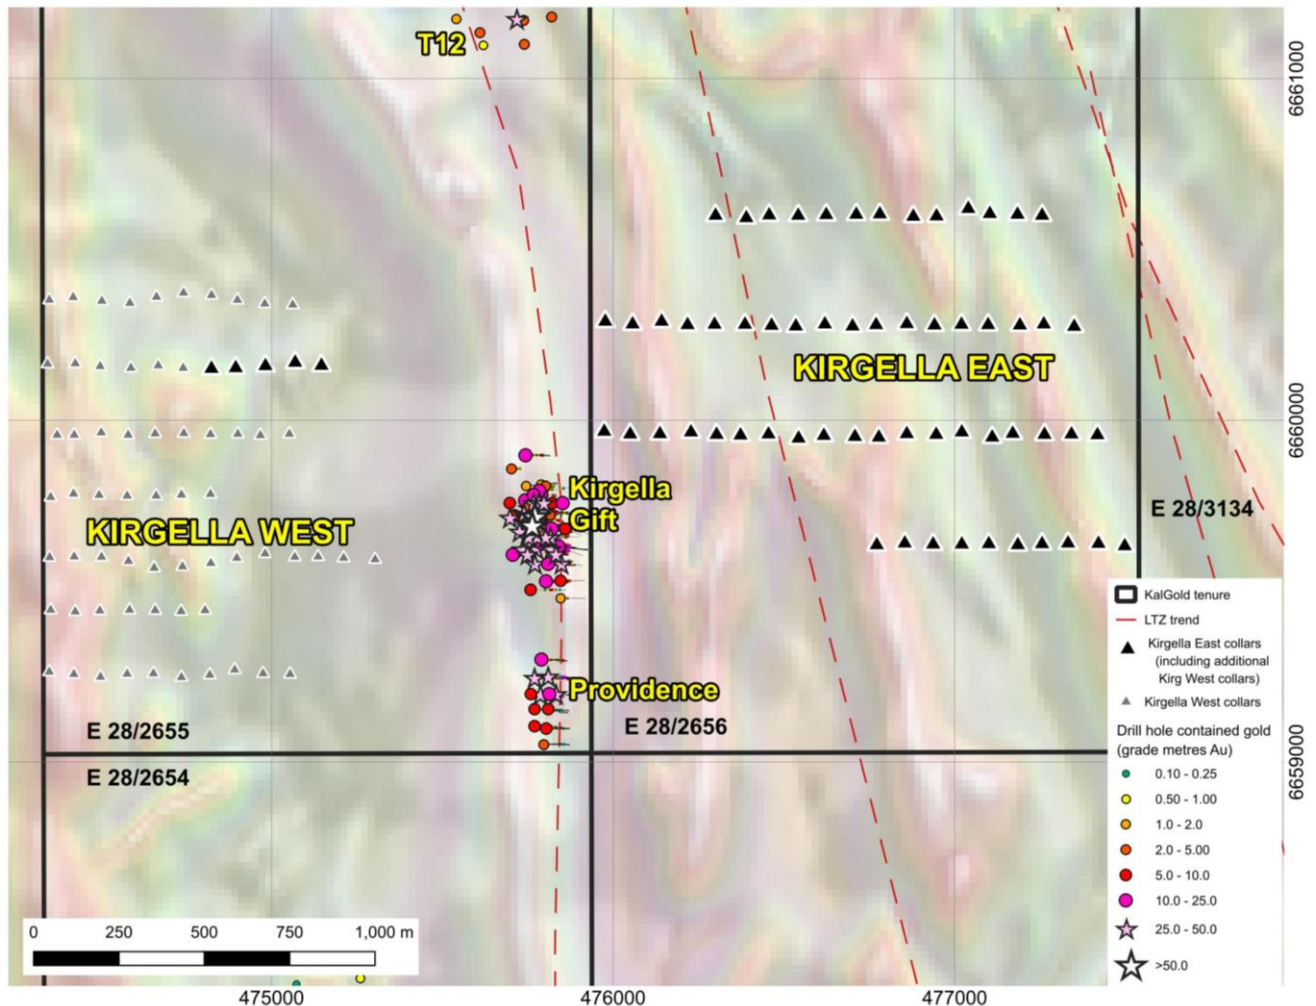 T12
6661000
KIRGELLA EAST
6660000
Kirgella
Gift
KIRGELLA WEST
E 28/3134
KalGold tenure
LTZ trend
Kirgella East collars
(including additional
Kirg West collars)
Kirgella West collars
Providence
E 28/2655
E 28/2656
Drill hole contained gold
(grade metres Au)
E 28/2654
6659000
0.10 - 0.25
0.50 - 1.00
1.0 - 2.0
2.0 - 5.00
5.0 - 10.0
10.0 - 25.0
25.0 - 50.0
>50.0
0 250 500 750 1,000 m
475000 476000 477000